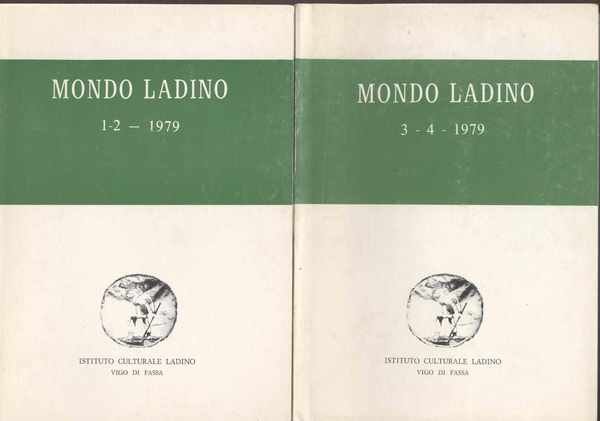 MONDO LADINO
1-2 — 1979
ISTITUTO CULTURALE LADINO
VIGO DI FASSA
MONDO LADINO
3 - 4 - 1979
ISTITUTO CULTURALE LADINO
VIGO DI FASSA